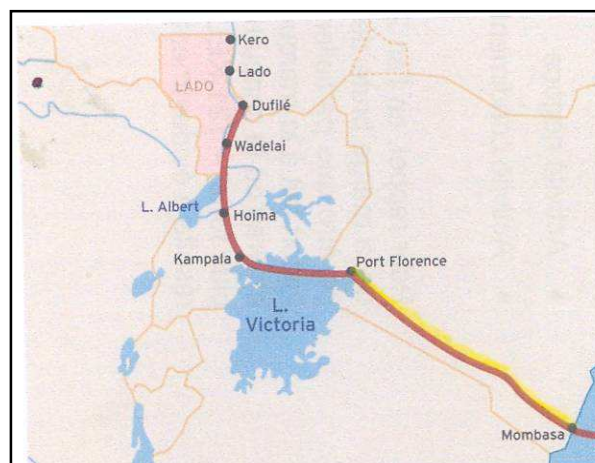 Kero
LADO
Lado
Dufilé
Wadelai
L. Albert
Hoima
Kampala
Port Florence
L.
Victoria
Mombasa